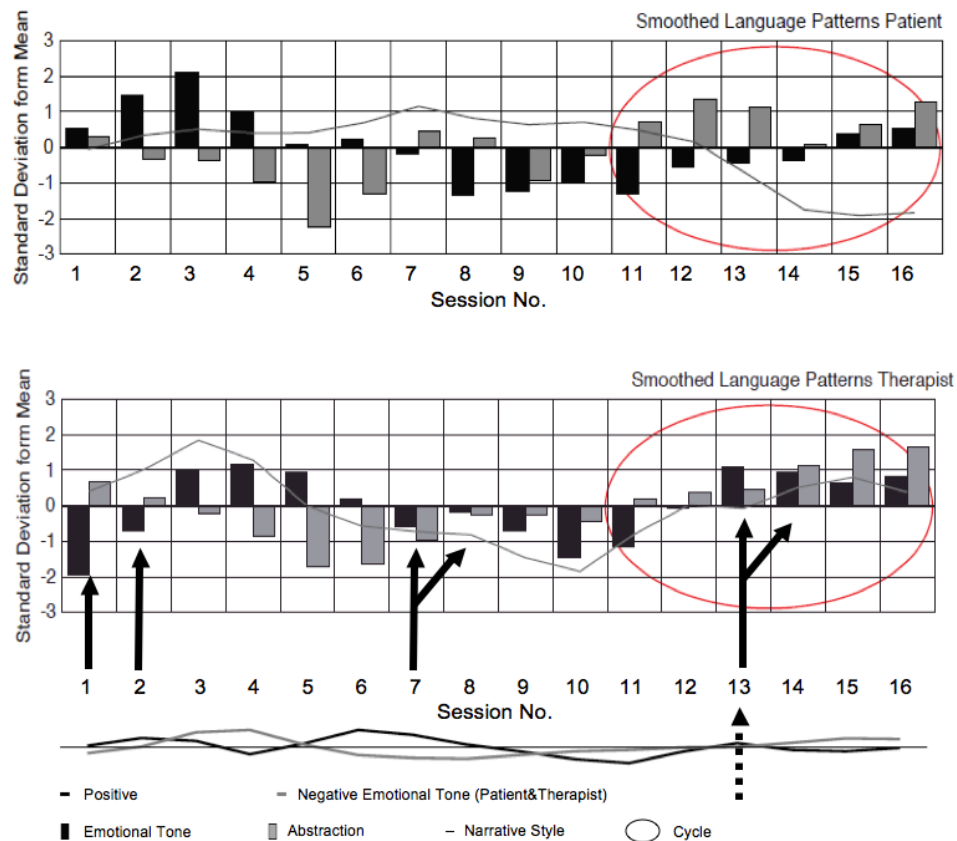 Smoothed Language Patterns Patient
Standard Deviation form Mean
3
2
1
0
-1
-2
-3
1 2 3 4 5 6 7 8 9 10 11 12 13 14 15 16
Session No.
Smoothed Language Patterns Therapist
Standard Deviation form Mean
3
2
1
0
-1
-2
-3
1 2 3 4 5 6 7 8 9 10 11 12 13 14 15 16
Session No.
Positive Negative Emotional Tone (Patient&Therapist)
Emotional Tone Abstraction Narrative Style Cycle